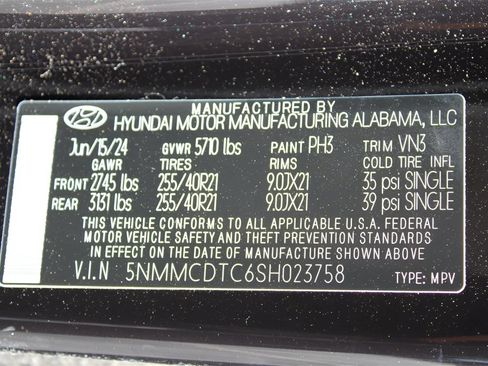 MANUFACTURED BY
HYUNDAI MOTOR MANUFACTURING ALABAMA, LLC
Jun/15/24 GVWR 5710 lbs PAINT PH3 TRIM VN3
GAWR TIRES RIMS COLD TIRE INFL
FRONT 2745 lbs 255/40R21 9.0JX21 35 psi SINGLE
REAR 3131 lbs 255/40R21 9.0JX21 39 psi SINGLE
THIS VEHICLE CONFORMS TO ALL APPLICABLE U.S.A. FEDERAL
MOTOR VEHICLE SAFETY AND THEFT PREVENTION STANDARDS
IN EFFECT ON THE DATE OF MANUFACTURE SHOWN ABOVE
V.I.N 5NMMCDTC6SH023758 TYPE: MPV